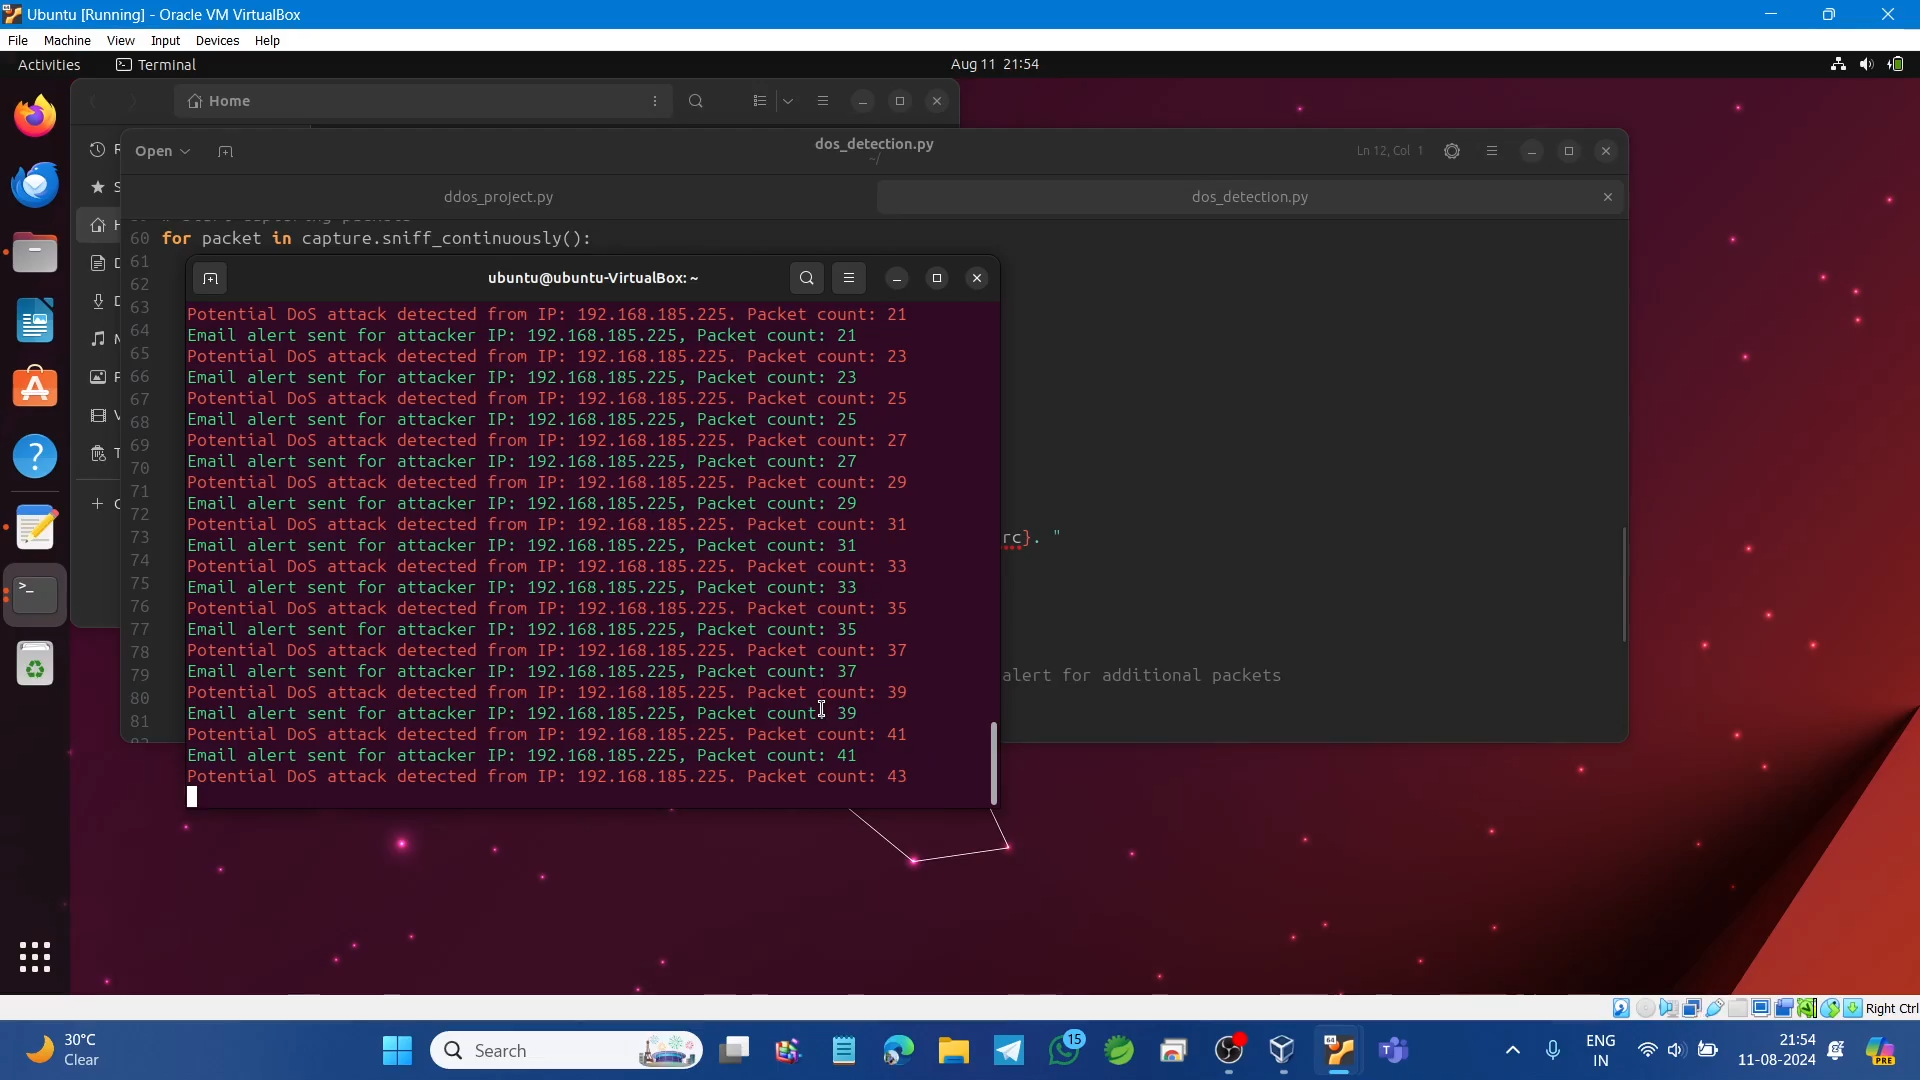 Ubuntu [Running] - Oracle VM VirtualBox
File Machine View Input Devices Help
Activities Terminal Aug 11 21:54
Home
Open dos_detection.py Ln 12, Col 1
~/
ddos_project.py dos_detection.py
60 for packet in capture.sniff_continuously():
61
62
63
64
65
66
67
68
69
70
71
72
73 rc}. "
74
75
76
77
78
79 alert for additional packets
80
81
ubuntu@ubuntu-VirtualBox: ~
Potential DoS attack detected from IP: 192.168.185.225. Packet count: 21
Email alert sent for attacker IP: 192.168.185.225, Packet count: 21
Potential DoS attack detected from IP: 192.168.185.225. Packet count: 23
Email alert sent for attacker IP: 192.168.185.225, Packet count: 23
Potential DoS attack detected from IP: 192.168.185.225. Packet count: 25
Email alert sent for attacker IP: 192.168.185.225, Packet count: 25
Potential DoS attack detected from IP: 192.168.185.225. Packet count: 27
Email alert sent for attacker IP: 192.168.185.225, Packet count: 27
Potential DoS attack detected from IP: 192.168.185.225. Packet count: 29
Email alert sent for attacker IP: 192.168.185.225, Packet count: 29
Potential DoS attack detected from IP: 192.168.185.225. Packet count: 31
Email alert sent for attacker IP: 192.168.185.225, Packet count: 31
Potential DoS attack detected from IP: 192.168.185.225. Packet count: 33
Email alert sent for attacker IP: 192.168.185.225, Packet count: 33
Potential DoS attack detected from IP: 192.168.185.225. Packet count: 35
Email alert sent for attacker IP: 192.168.185.225, Packet count: 35
Potential DoS attack detected from IP: 192.168.185.225. Packet count: 37
Email alert sent for attacker IP: 192.168.185.225, Packet count: 37
Potential DoS attack detected from IP: 192.168.185.225. Packet count: 39
Email alert sent for attacker IP: 192.168.185.225, Packet count: 39
Potential DoS attack detected from IP: 192.168.185.225. Packet count: 41
Email alert sent for attacker IP: 192.168.185.225, Packet count: 41
Potential DoS attack detected from IP: 192.168.185.225. Packet count: 43
Right Ctrl
30°C
Clear
Search
15
ENG
IN
21:54
11-08-2024
PRE